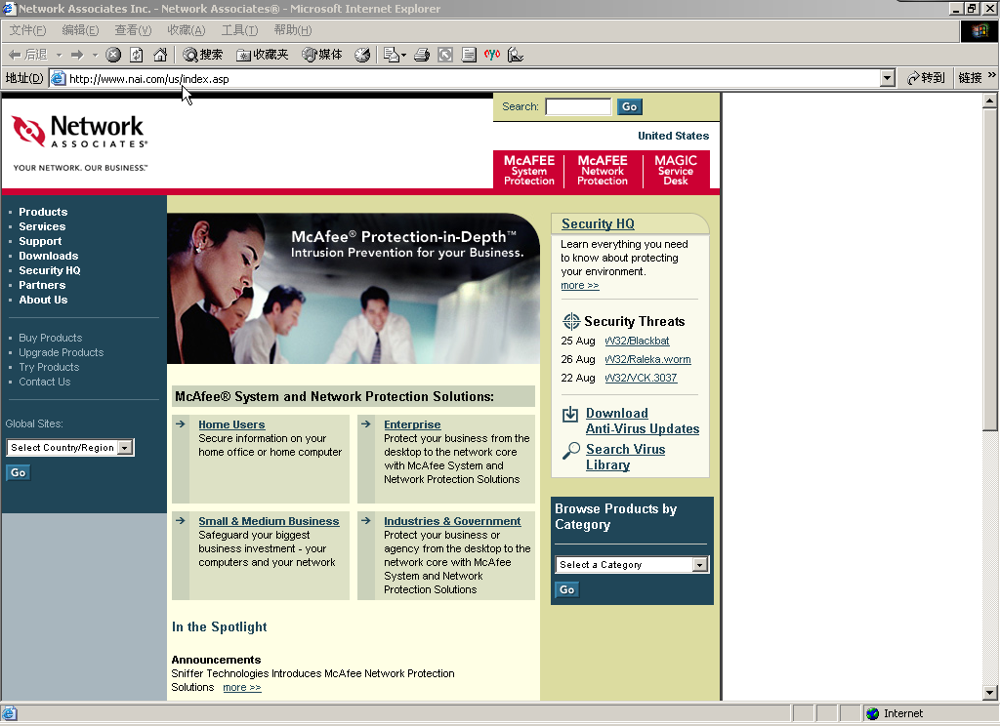 Network Associates Inc. - Network Associates® - Microsoft Internet Explorer
文件(F) 编辑(E) 查看(V) 收藏(A) 工具(T) 帮助(H)
后退 搜索 收藏夹 媒体
地址(D) http://www.nai.com/us/index.asp 转到 链接 »
Search: Go
Network
ASSOCIATES®
YOUR NETWORK. OUR BUSINESS.™
United States
McAFEE System Protection
McAFEE Network Protection
MAGIC Service Desk
Products
Services
Support
Downloads
Security HQ
Partners
About Us
Buy Products
Upgrade Products
Try Products
Contact Us
Global Sites:
Select Country/Region
Go
McAfee® Protection-in-Depth™
Intrusion Prevention for your Business.
McAfee® System and Network Protection Solutions:
Home Users
Secure information on your
home office or home computer
Enterprise
Protect your business from the
desktop to the network core
with McAfee System and
Network Protection Solutions
Small & Medium Business
Safeguard your biggest
business investment - your
computers and your network
Industries & Government
Protect your business or
agency from the desktop to the
network core with McAfee
System and Network
Protection Solutions
In the Spotlight
Announcements
Sniffer Technologies Introduces McAfee Network Protection
Solutions more >>
Security HQ
Learn everything you need
to know about protecting
your environment.
more >>
Security Threats
25 Aug W32/Blackbat
26 Aug W32/Raleka.worm
22 Aug W32/VCK.3037
Download
Anti-Virus Updates
Search Virus
Library
Browse Products by
Category
Select a Category
Go
Internet